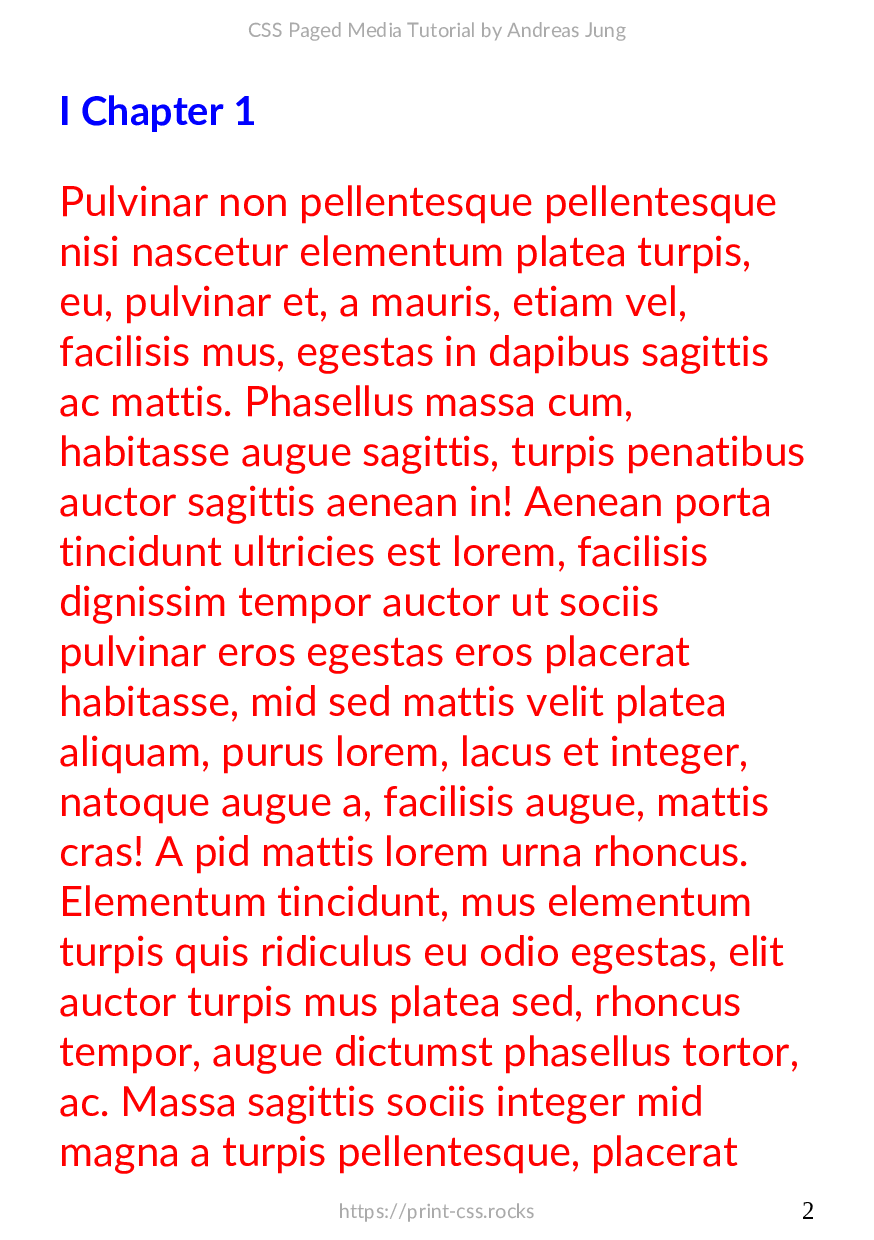 CSS Paged Media Tutorial by Andreas Jung
I Chapter 1
Pulvinar non pellentesque pellentesque
nisi nascetur elementum platea turpis,
eu, pulvinar et, a mauris, etiam vel,
facilisis mus, egestas in dapibus sagittis
ac mattis. Phasellus massa cum,
habitasse augue sagittis, turpis penatibus
auctor sagittis aenean in! Aenean porta
tincidunt ultricies est lorem, facilisis
dignissim tempor auctor ut sociis
pulvinar eros egestas eros placerat
habitasse, mid sed mattis velit platea
aliquam, purus lorem, lacus et integer,
natoque augue a, facilisis augue, mattis
cras! A pid mattis lorem urna rhoncus.
Elementum tincidunt, mus elementum
turpis quis ridiculus eu odio egestas, elit
auctor turpis mus platea sed, rhoncus
tempor, augue dictumst phasellus tortor,
ac. Massa sagittis sociis integer mid
magna a turpis pellentesque, placerat
https://print-css.rocks
2